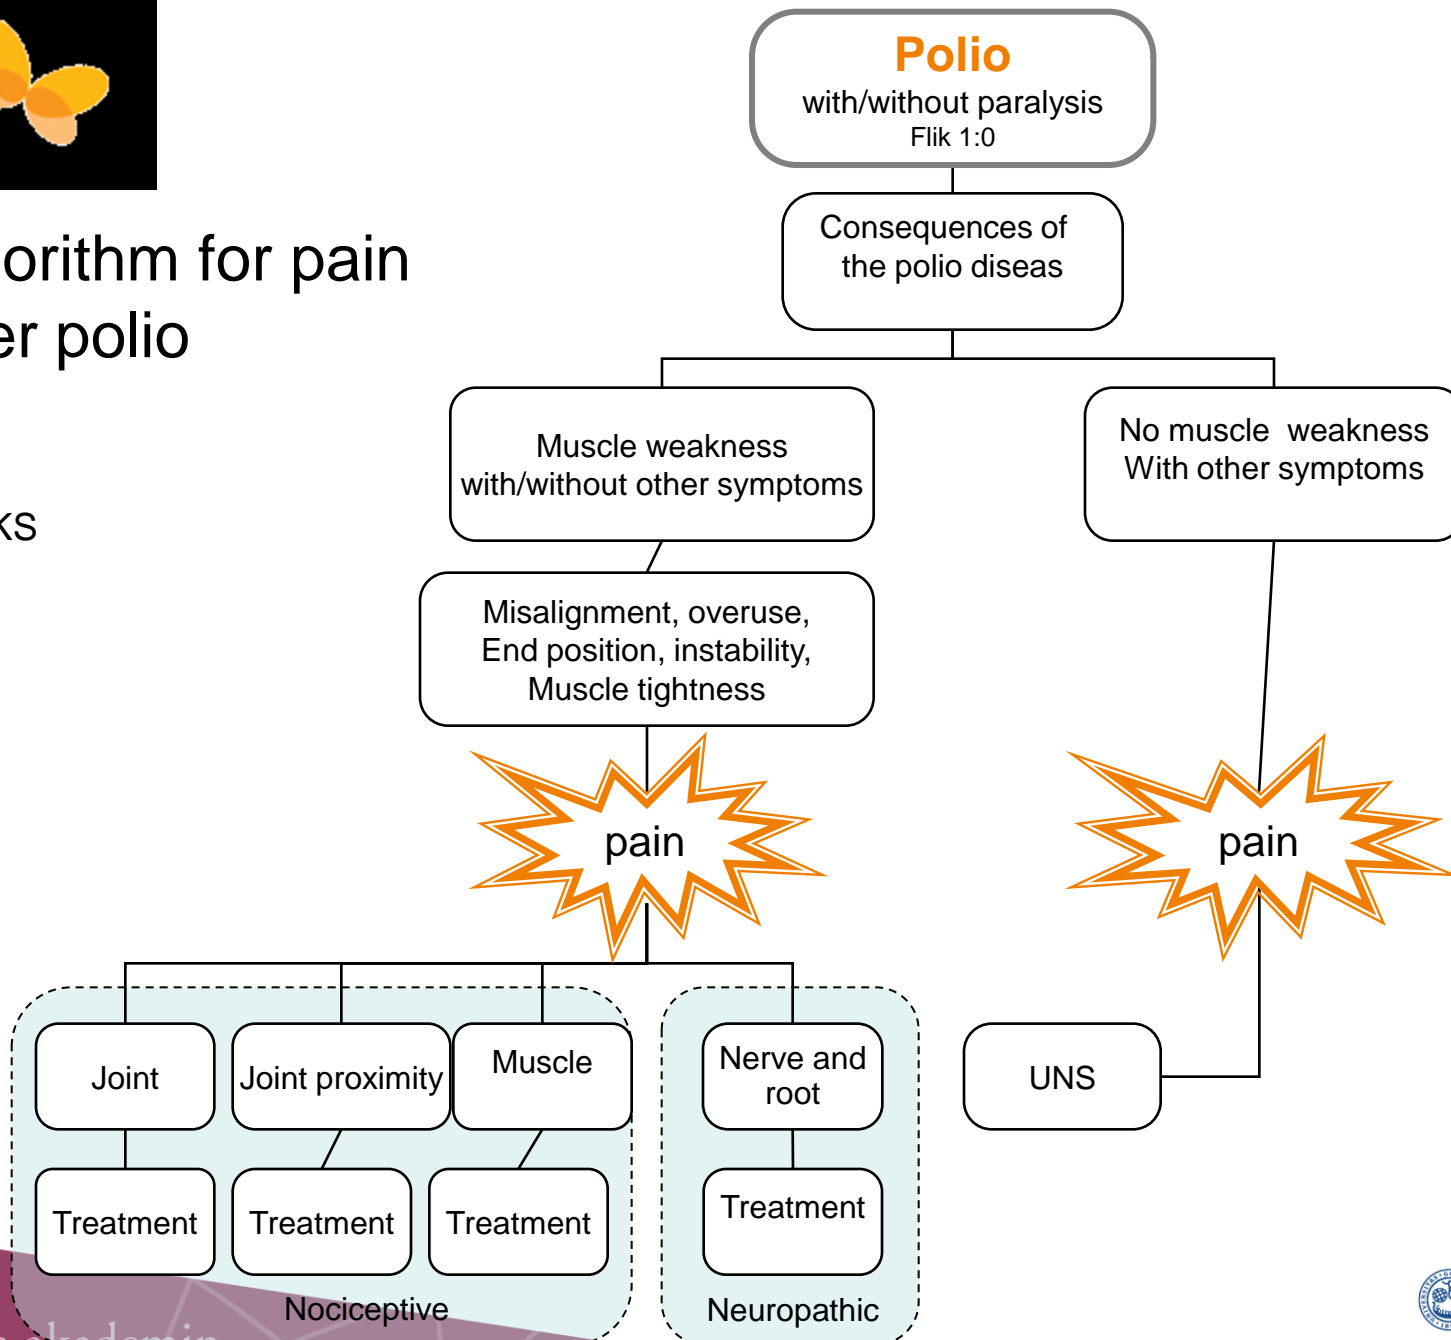 Polio
with/without paralysis
Flik 1:0
Consequences of
the polio diseas
orithm for pain
er polio
ks
Muscle weakness
with/without other symptoms
No muscle weakness
With other symptoms
Misalignment, overuse,
End position, instability,
Muscle tightness
pain
pain
Joint
Joint proximity
Muscle
Nerve and
root
UNS
Treatment
Treatment
Treatment
Treatment
Nociceptive
Neuropathic
akademin